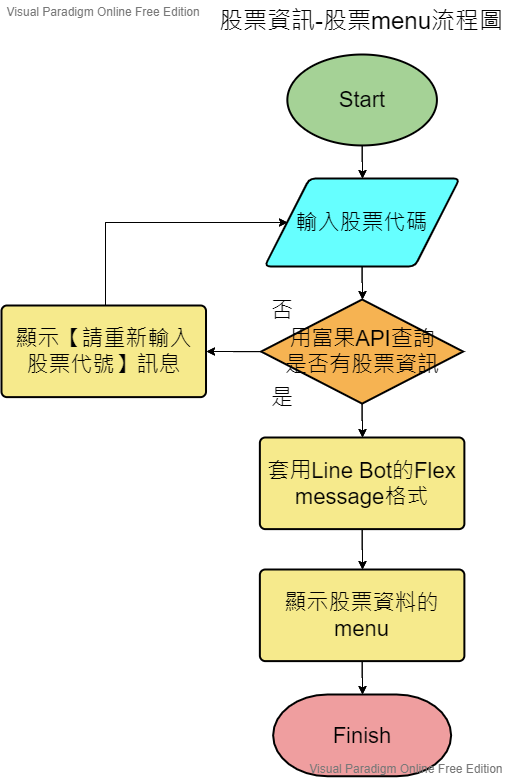 Visual Paradigm Online Free Edition
股票資訊-股票menu流程圖
Start
輸入股票代碼
否
用富果API查詢
是否有股票資訊
顯示【請重新輸入
股票代號】訊息
是
套用Line Bot的Flex
message格式
顯示股票資料的
menu
Finish
Visual Paradigm Online Free Edition